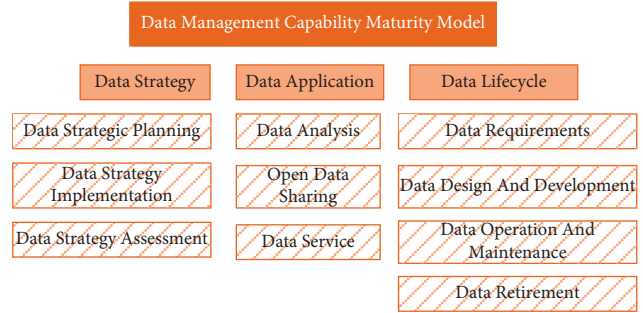 Data Management Capability Maturity Model
Data Strategy
Data Strategic Planning
Data Strategy
Implementation
Data Strategy Assessment
Data Application
Data Analysis
Open Data
Sharing
Data Service
Data Lifecycle
Data Requirements
Data Design And Development
Data Operation And
Maintenance
Data Retirement